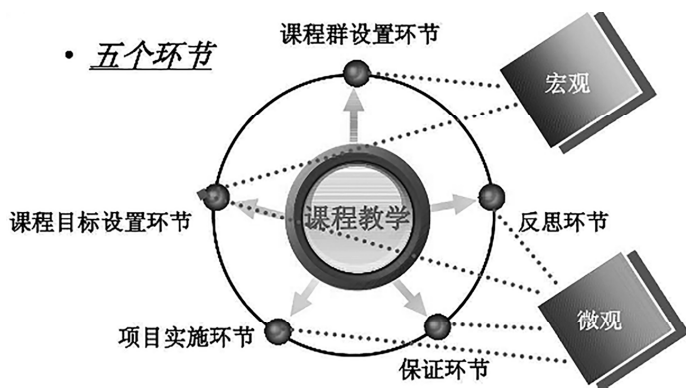 • 五个环节
课程群设置环节
宏观
课程教学
课程目标设置环节
反思环节
微观
项目实施环节
保证环节